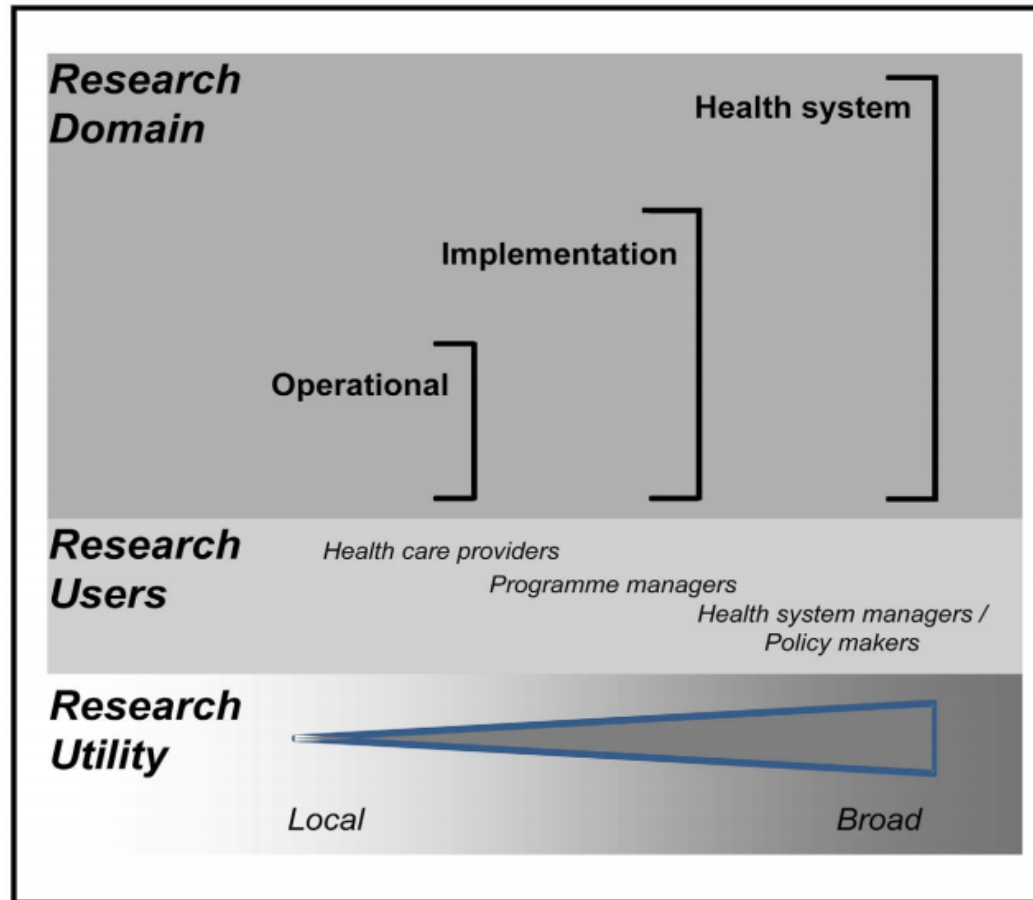 Research
Domain
Health system
Implementation
Operational
Research
Users
Health care providers
Programme managers
Health system managers /
Policy makers
Research
Utility
Local
Broad